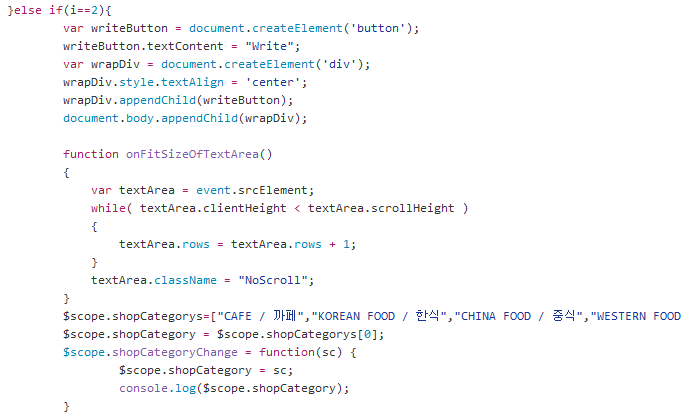 }else if(i==2){
var writeButton = document.createElement('button');
writeButton.textContent = "Write";
var wrapDiv = document.createElement('div');
wrapDiv.style.textAlign = 'center';
wrapDiv.appendChild(writeButton);
document.body.appendChild(wrapDiv);
function onFitSizeOfTextArea()
{
var textArea = event.srcElement;
while( textArea.clientHeight < textArea.scrollHeight )
{
textArea.rows = textArea.rows + 1;
}
textArea.className = "NoScroll";
}
$scope.shopCategorys=["CAFE / 까페","KOREAN FOOD / 한식","CHINA FOOD / 중식","WESTERN FOOD
$scope.shopCategory = $scope.shopCategorys[0];
$scope.shopCategoryChange = function(sc) {
$scope.shopCategory = sc;
console.log($scope.shopCategory);
}